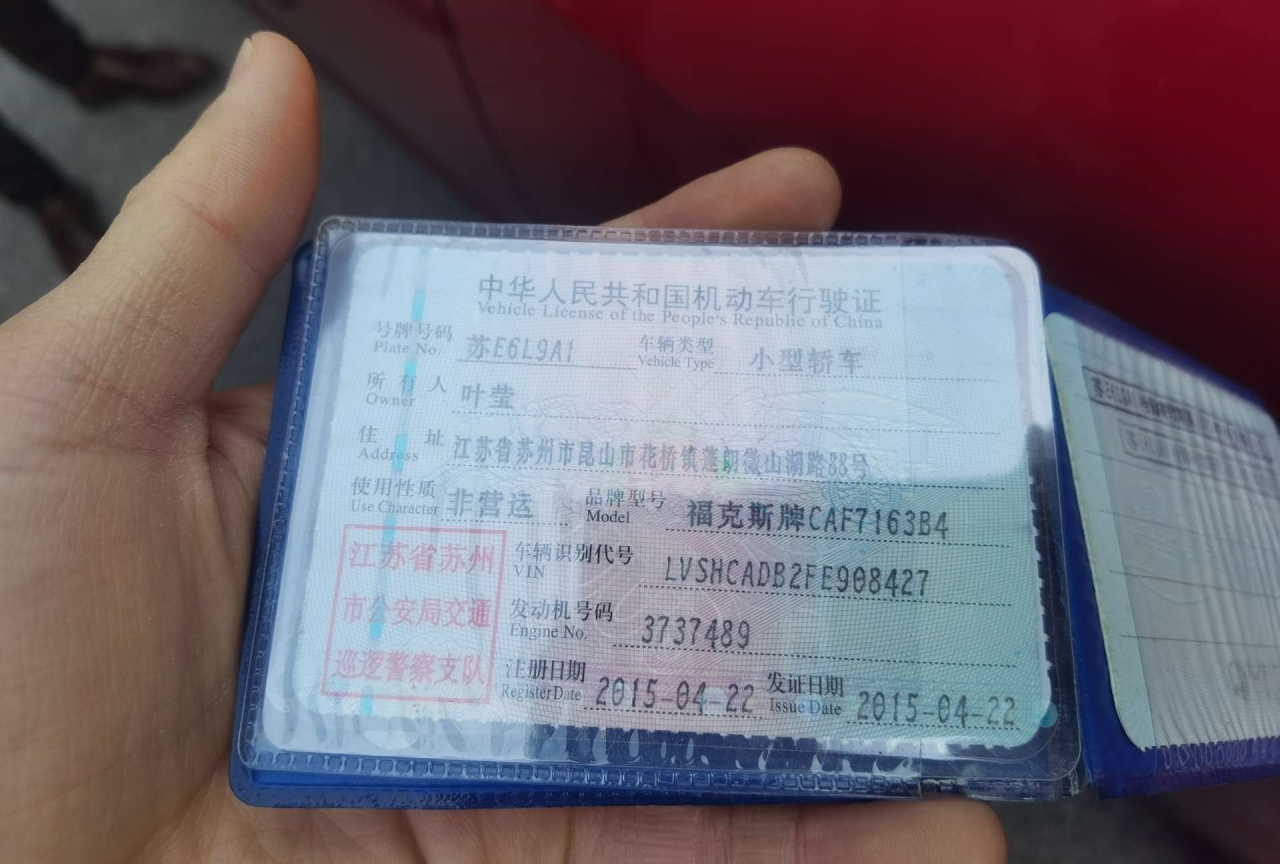 中华人民共和国机动车行驶证
Vehicle License of the People's Republic of China
号牌号码 苏E6L9A1 车辆类型 小型轿车
Plate No. Vehicle Type
所有人 叶莹
Owner
住址 江苏省苏州市昆山市花桥镇蓬朗微山湖路88号
Address
使用性质 非营运 品牌型号 福克斯牌CAF7163B4
Use Character Model
江苏省苏州 车辆识别代号 LVSHCADB2FE908427
VIN
市公安局交通 发动机号码 3737489
Engine No.
巡逻警察支队 注册日期 2015-04-22 发证日期 2015-04-22
Register Date Issue Date